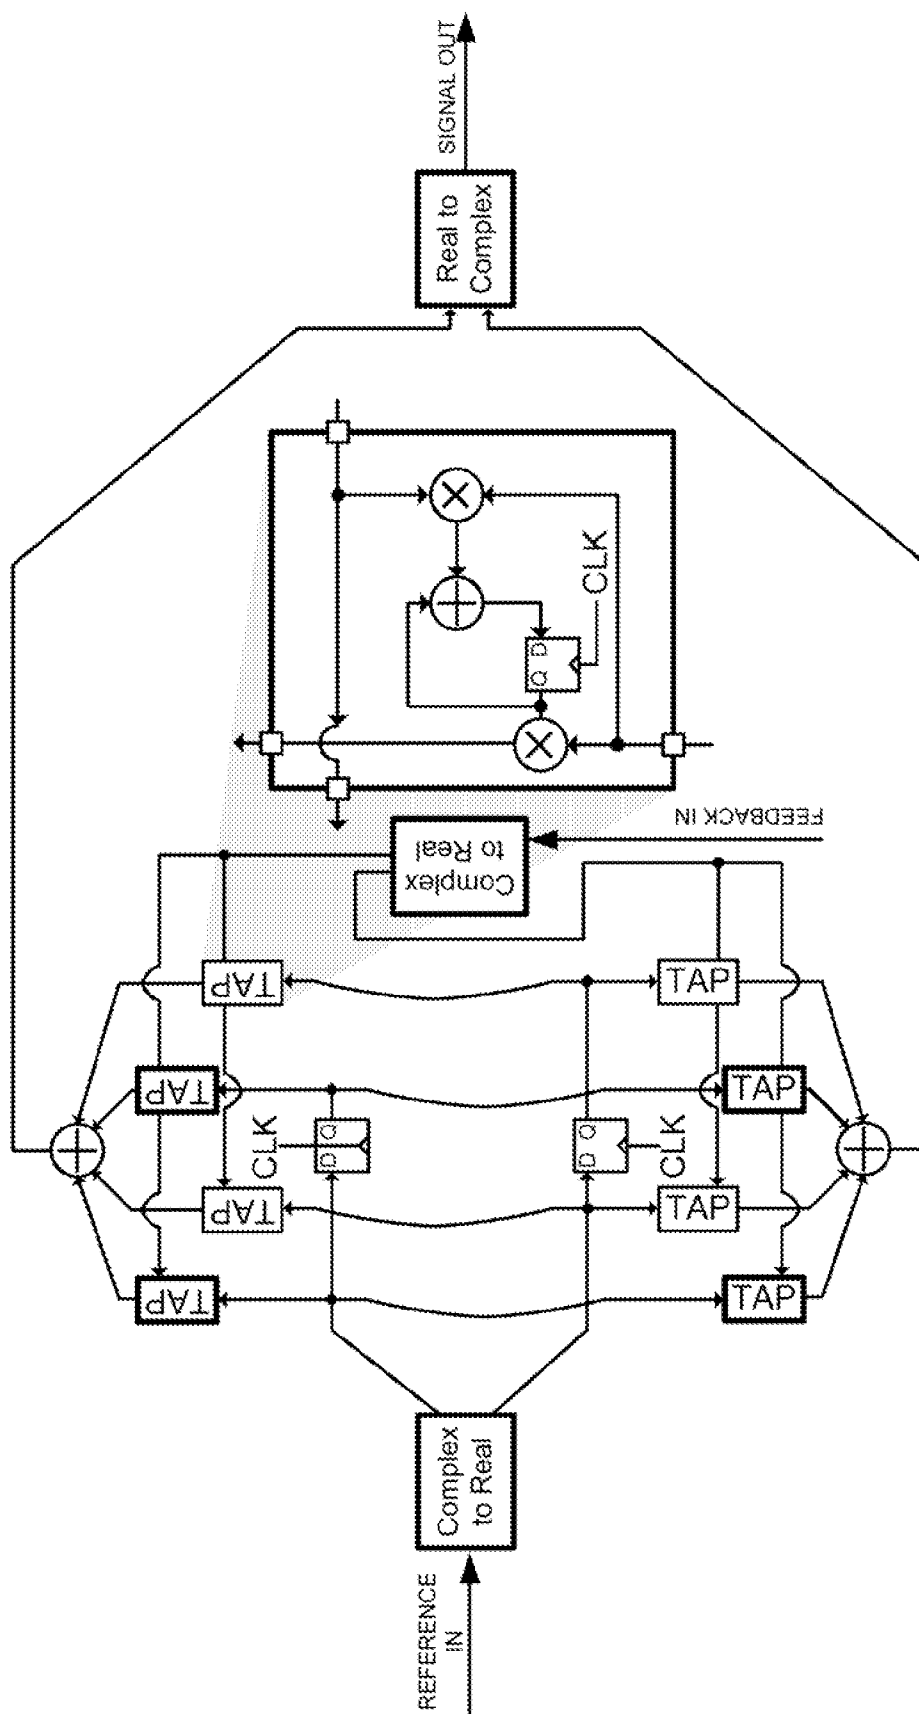 SIGNAL OUT
Real to
Complex
CLK
D
Q
FEEDBACK IN
Complex
to Real
TAP
TAP
TAP
TAP
CLK
D Q
D Q
CLK
TAP
TAP
TAP
TAP
Complex
to Real
REFERENCE
IN